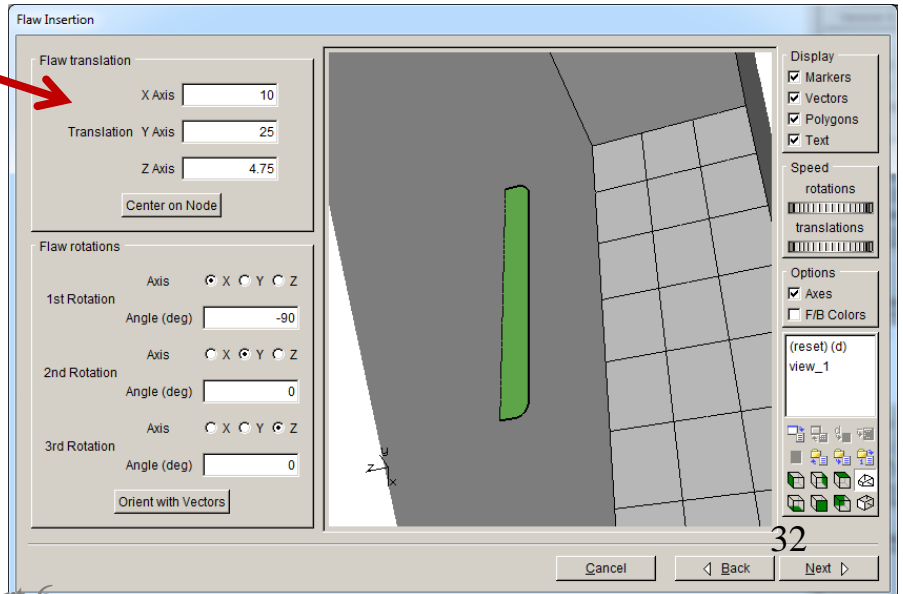 Flaw Insertion
Flaw translation
X Axis 10
Translation Y Axis 25
Z Axis 4.75
Center on Node
Flaw rotations
Axis X Y Z
1st Rotation
Angle (deg) -90
Axis X Y Z
2nd Rotation
Angle (deg) 0
Axis X Y Z
3rd Rotation
Angle (deg) 0
Orient with Vectors
y
z
x
Display
Markers
Vectors
Polygons
Text
Speed
rotations
translations
Options
Axes
F/B Colors
(reset) (d)
view_1
32
Cancel
Back
Next